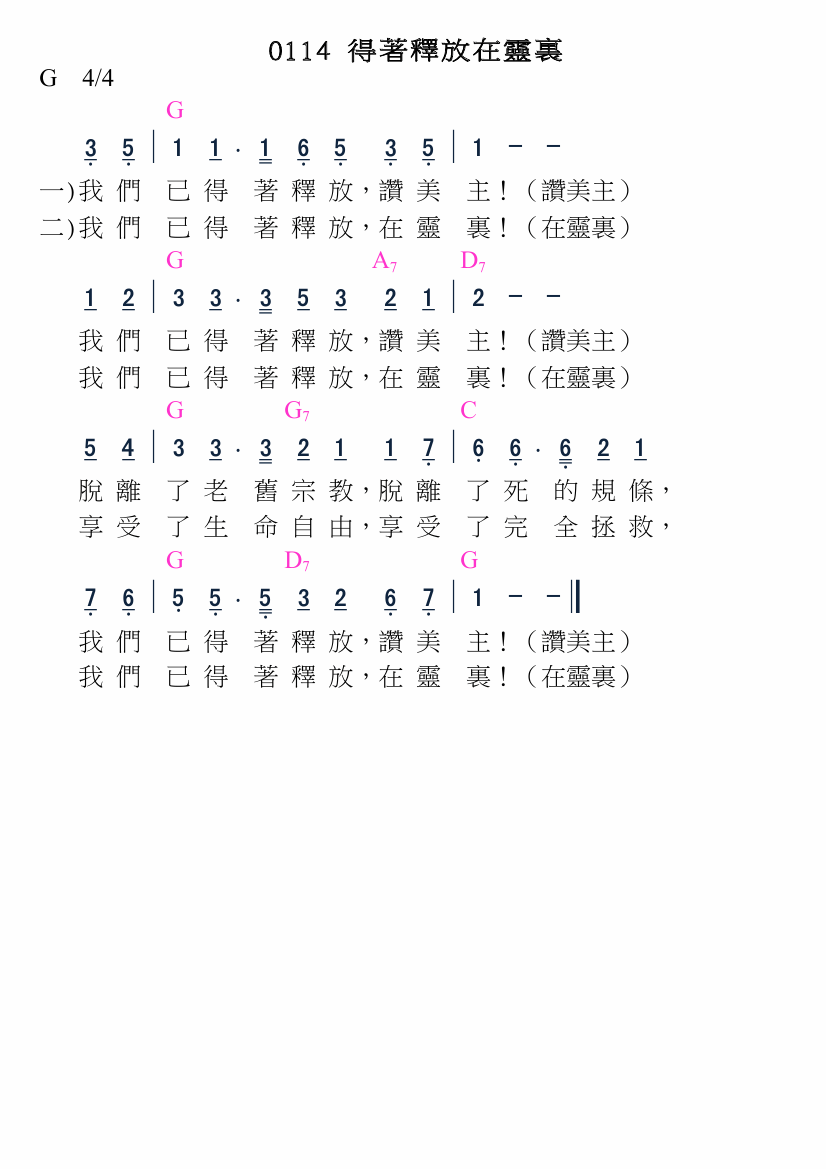 0114 得著釋放在靈裏
G 4/4
G
3 5 | 1 1 · 1 6 5 3 5 | 1 - -
一)我們 已得 著釋放，讚美 主！（讚美主）
二)我們 已得 著釋放，在靈 裏！（在靈裏）
G A7 D7
1 2 | 3 3 · 3 5 3 2 1 | 2 - -
我們 已得 著釋放，讚美 主！（讚美主）
我們 已得 著釋放，在靈 裏！（在靈裏）
G G7 C
5 4 | 3 3 · 3 2 1 1 7 | 6 6 · 6 2 1
脫離 了老 舊宗教，脫離 了死 的規條，
享受 了生 命自由，享受 了完 全拯救，
G D7 G
7 6 | 5 5 · 5 3 2 6 7 | 1 - - ‖
我們 已得 著釋放，讚美 主！（讚美主）
我們 已得 著釋放，在靈 裏！（在靈裏）